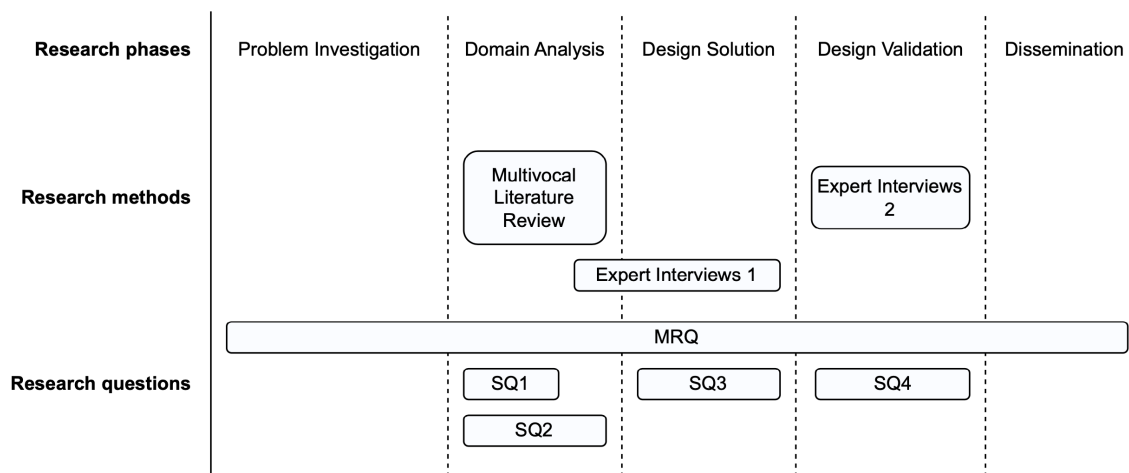 Research phases
Problem Investigation
Domain Analysis
Design Solution
Design Validation
Dissemination
Research methods
Multivocal
Literature
Review
Expert Interviews
2
Expert Interviews 1
MRQ
Research questions
SQ1
SQ3
SQ4
SQ2